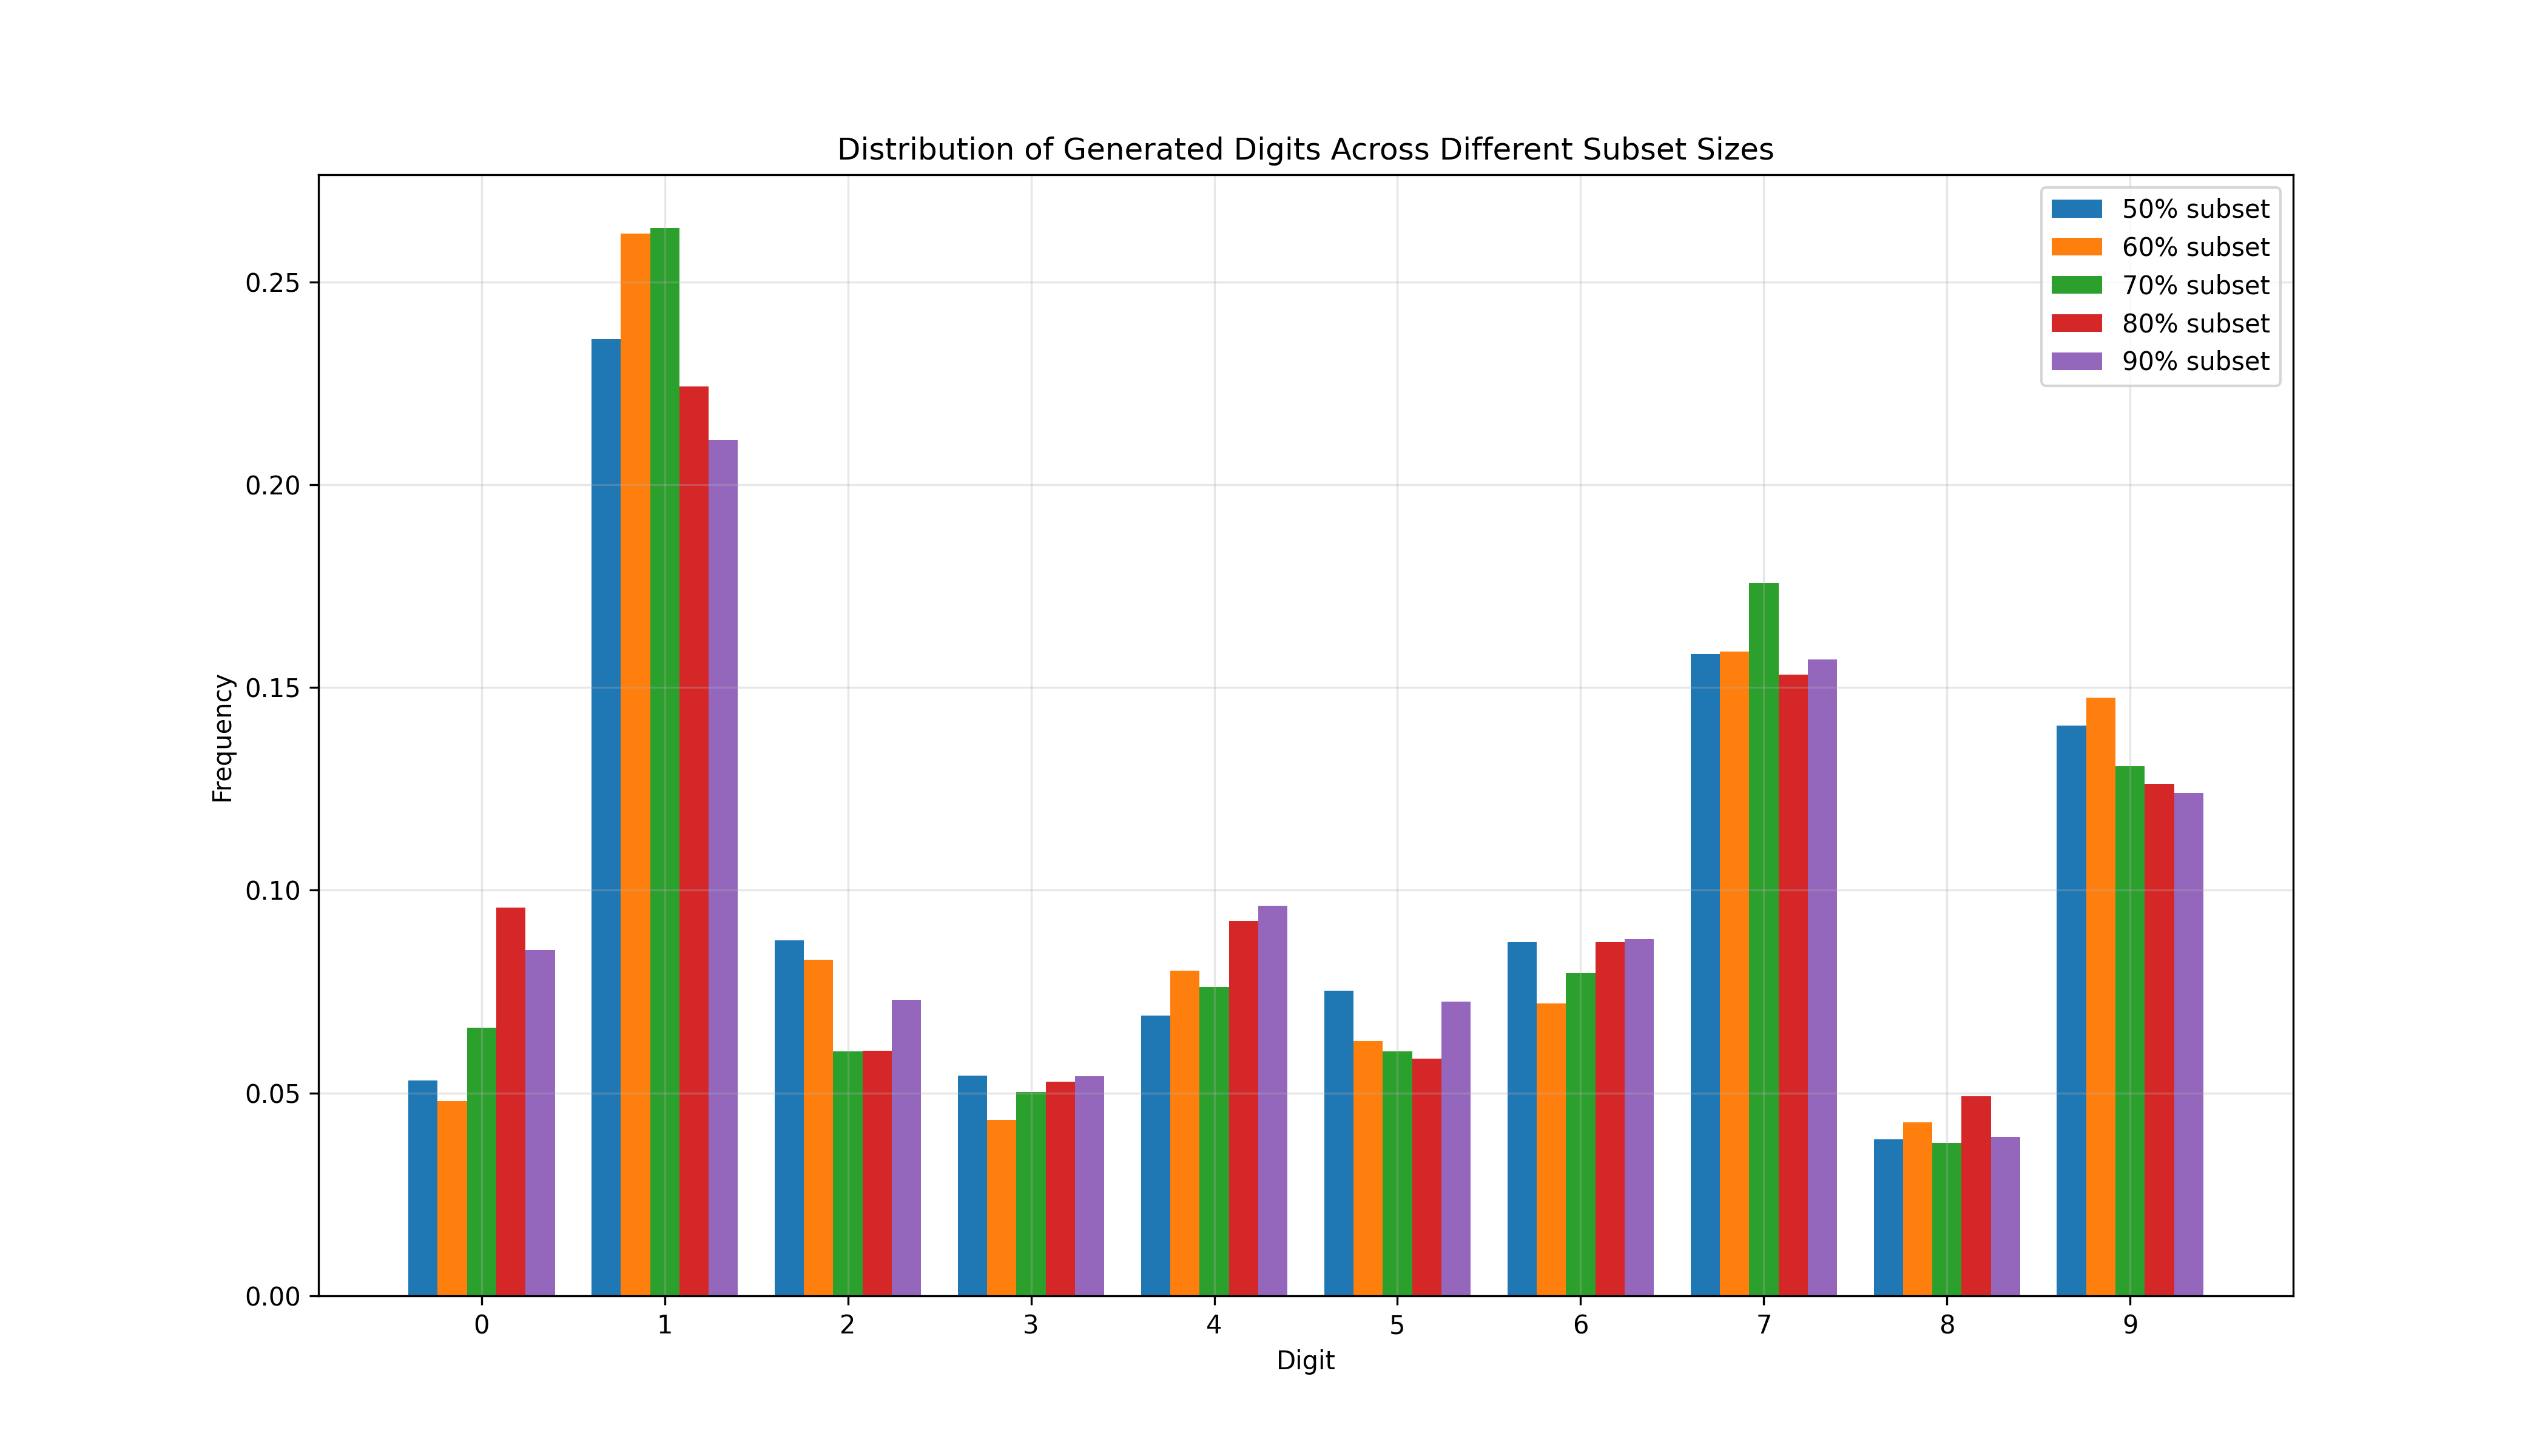 Distribution of Generated Digits Across Different Subset Sizes
50% subset
60% subset
70% subset
80% subset
90% subset
Frequency
0.25
0.20
0.15
0.10
0.05
0.00
0 1 2 3 4 5 6 7 8 9
Digit